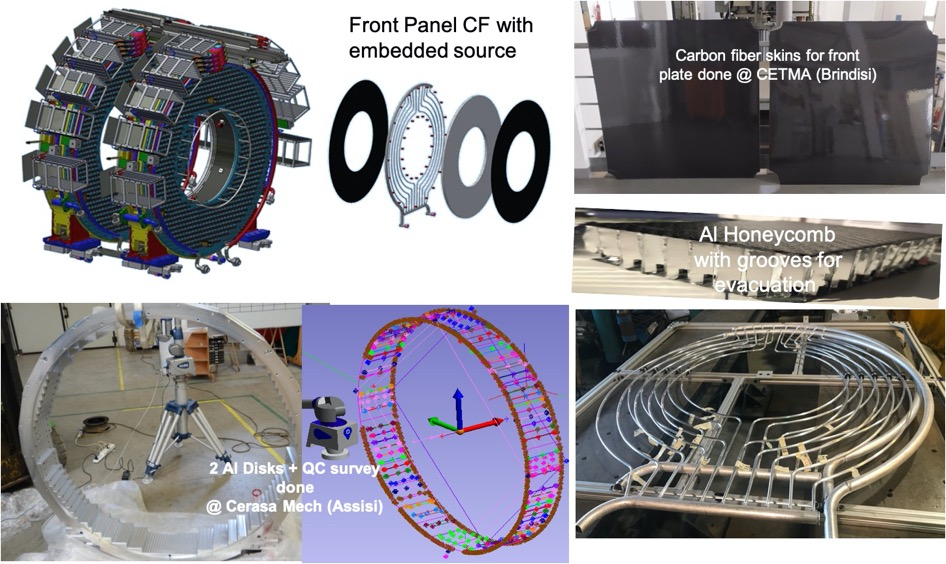 Front Panel CF with
embedded source
Carbon fiber skins for front
plate done @ CETMA (Brindisi)
Al Honeycomb
with grooves for
evacuation
2 Al Disks + QC survey
done
@ Cerasa Mech (Assisi)